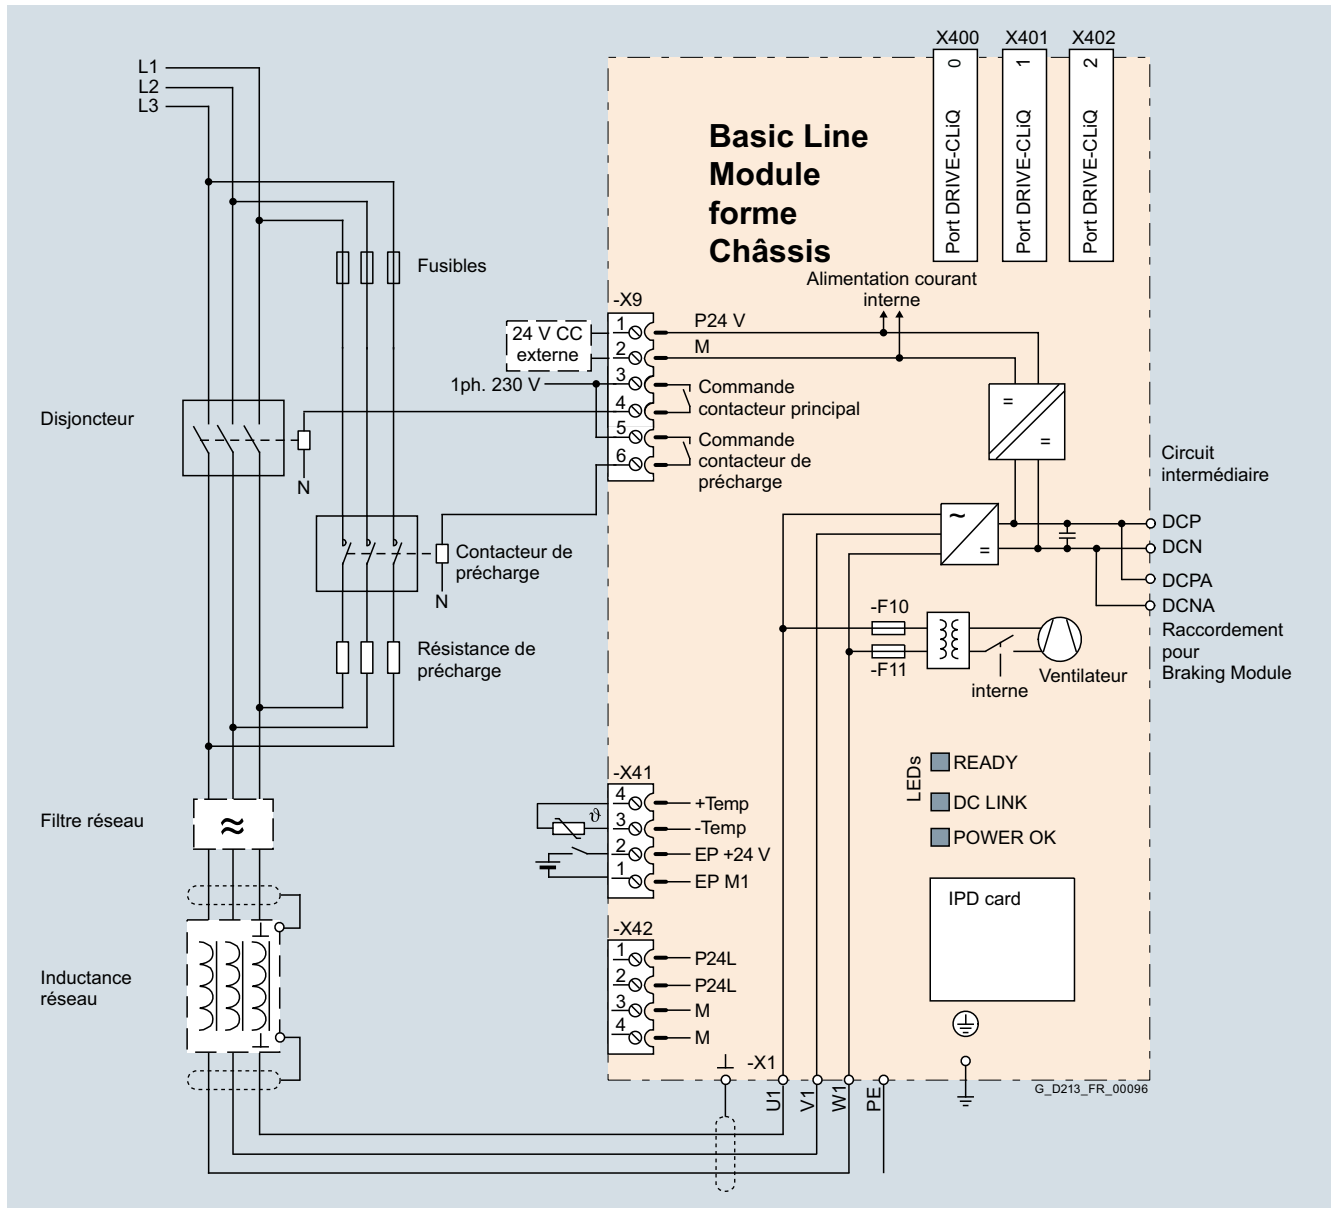 X400
X401
X402
0
1
2
Port DRIVE-CLiQ
Port DRIVE-CLiQ
Port DRIVE-CLiQ
L1
L2
L3
Basic Line
Module
forme
Châssis
Fusibles
Alimentation courant
interne
-X9
24 V CC
externe
1
P24 V
2
M
1ph. 230 V
3
4
Commande
contacteur principal
5
6
Commande
contacteur de
précharge
=
=
Disjoncteur
N
Circuit
intermédiaire
~
=
DCP
DCN
DCPA
DCNA
Raccordement
pour
Braking Module
Contacteur de
précharge
N
-F10
-F11
interne
Ventilateur
Résistance de
précharge
LEDs
READY
DC LINK
POWER OK
-X41
ϑ
4
+Temp
3
-Temp
2
EP +24 V
1
EP M1
Filtre réseau
≈
IPD card
-X42
1
P24L
2
P24L
3
M
4
M
Inductance
réseau
-X1
U1
V1
W1
PE
G_D213_FR_00096